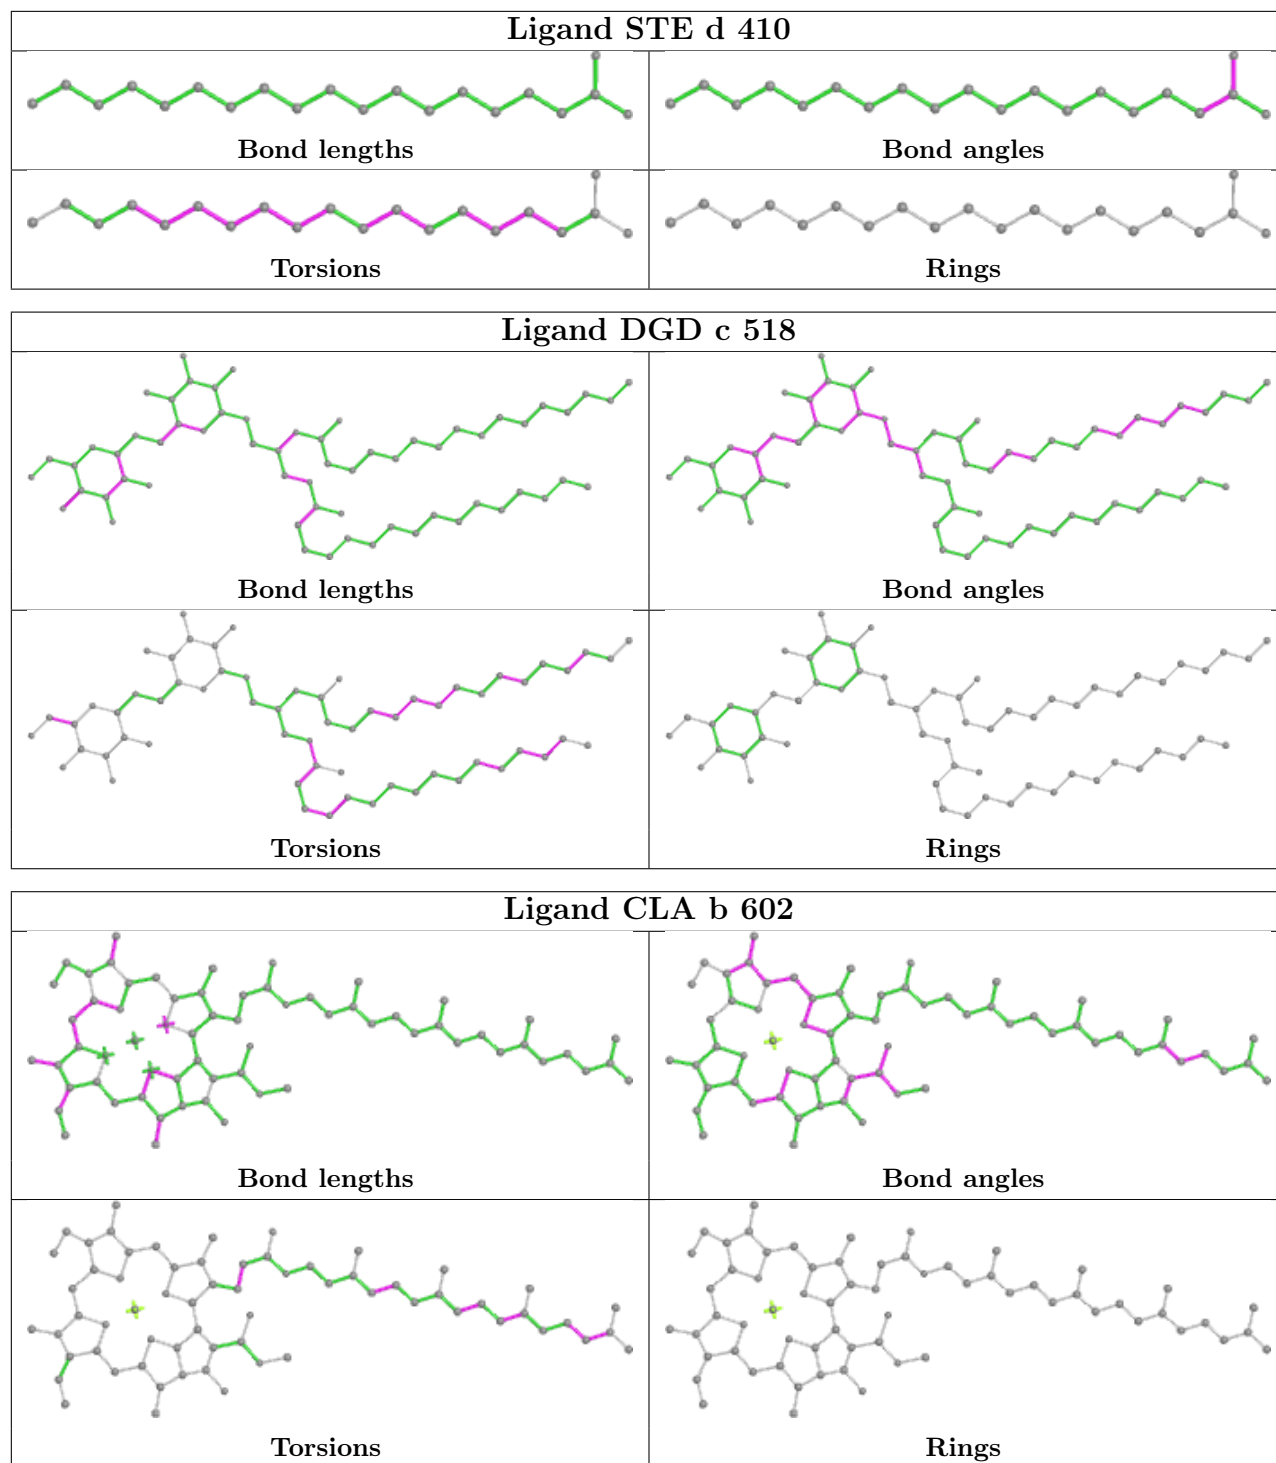 Ligand STE d 410
Bond lengths
Bond angles
Torsions
Rings
Ligand DGD c 518
Bond lengths
Bond angles
Torsions
Rings
Ligand CLA b 602
Bond lengths
Bond angles
Torsions
Rings